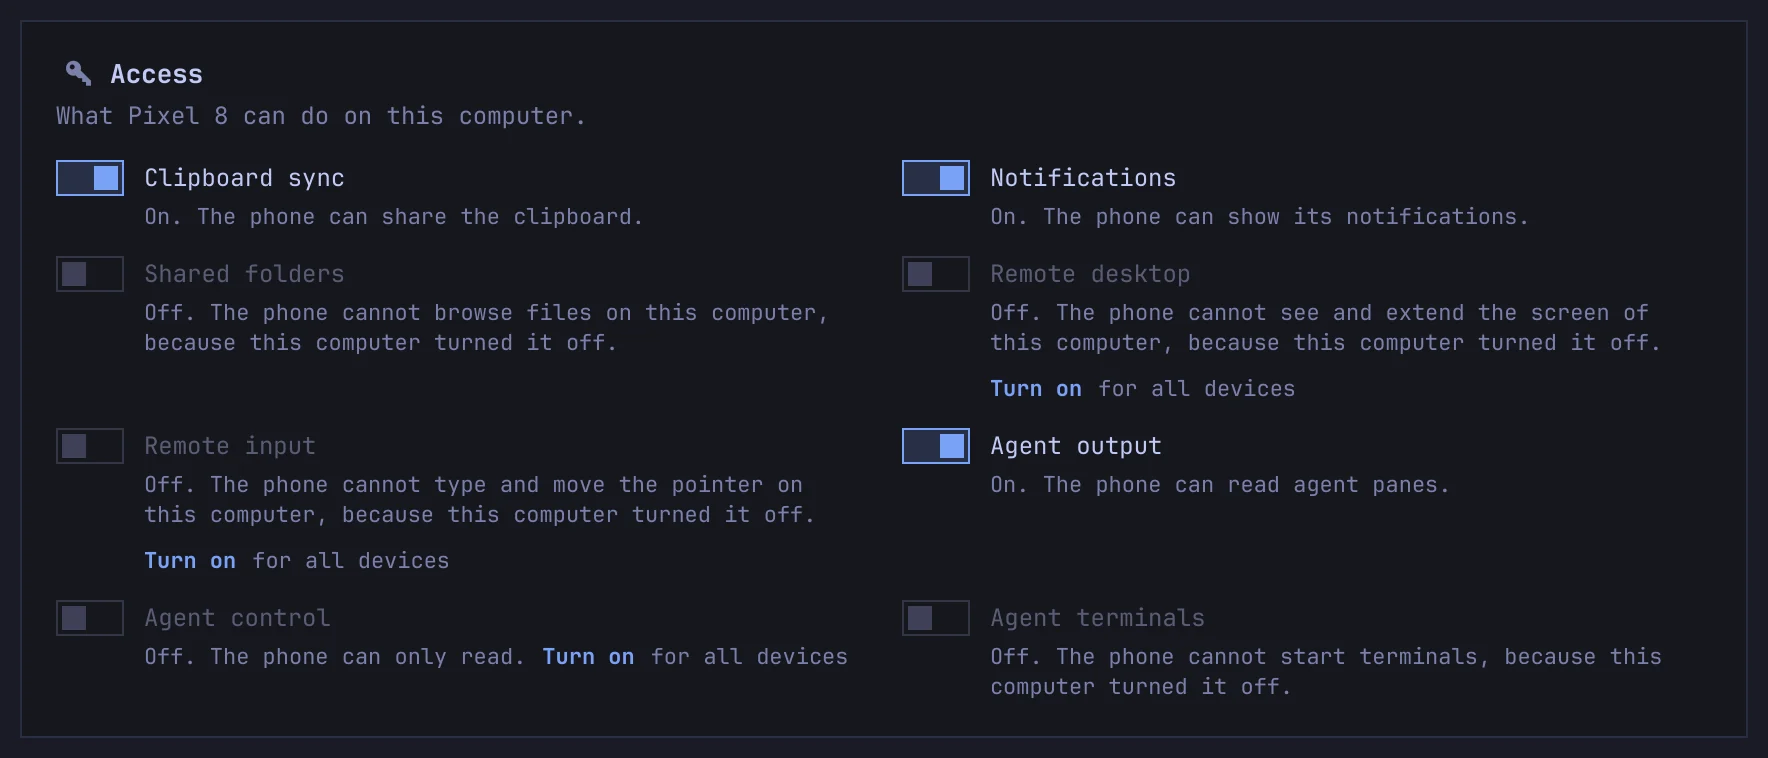 Access
What Pixel 8 can do on this computer.
Clipboard sync
On. The phone can share the clipboard.
Notifications
On. The phone can show its notifications.
Shared folders
Off. The phone cannot browse files on this computer,
because this computer turned it off.
Remote desktop
Off. The phone cannot see and extend the screen of
this computer, because this computer turned it off.
Turn on for all devices
Remote input
Off. The phone cannot type and move the pointer on
this computer, because this computer turned it off.
Turn on for all devices
Agent output
On. The phone can read agent panes.
Agent control
Off. The phone can only read. Turn on for all devices
Agent terminals
Off. The phone cannot start terminals, because this
computer turned it off.